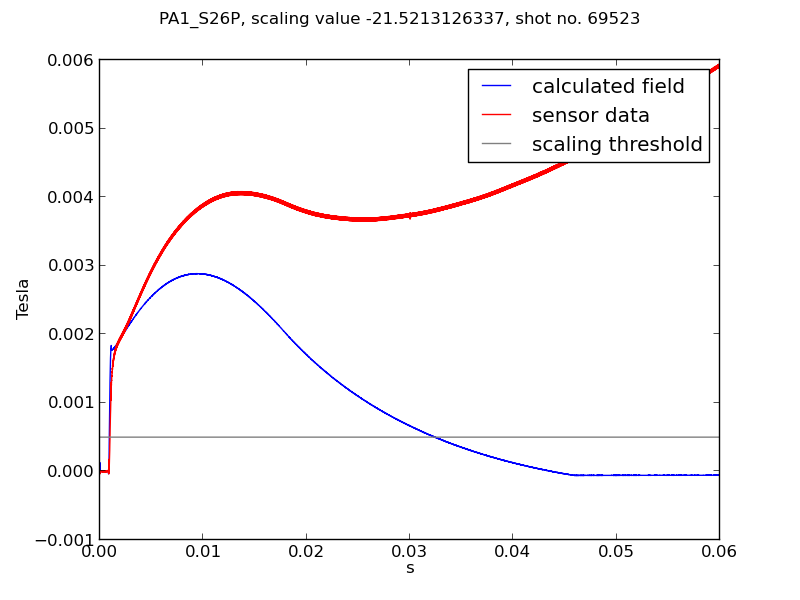 PA1_S26P, scaling value -21.5213126337, shot no. 69523
calculated field
sensor data
scaling threshold
Tesla
0.006
0.005
0.004
0.003
0.002
0.001
0.000
−0.001
0.00 0.01 0.02 0.03 0.04 0.05 0.06
s